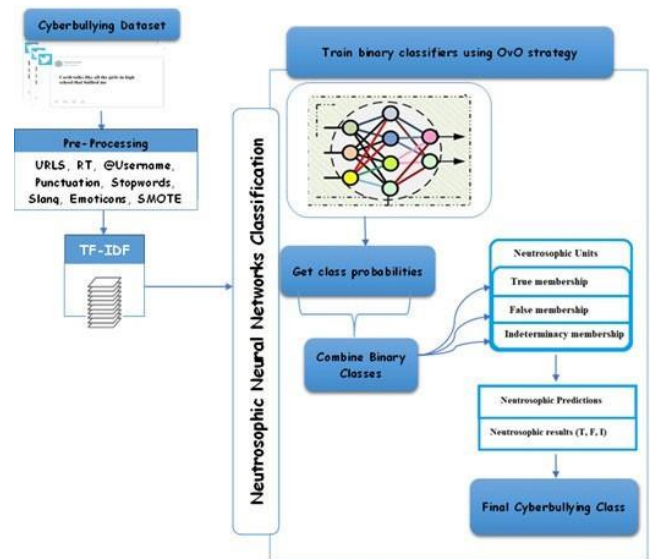 Cyberbullying Dataset
Pre-Processing
URLS, RT, @Username,
Punctuation, Stopwords,
Slang, Emoticons, SMOTE
TF-IDF
Neutrosophic Neural Networks Classification
Train binary classifiers using OvO strategy
Get class probabilities
Combine Binary
Classes
Neutrosophic Units
True membership
False membership
Indeterminacy membership
Neutrosophic Predictions
Neutrosophic results (T, F, I)
Final Cyberbullying Class